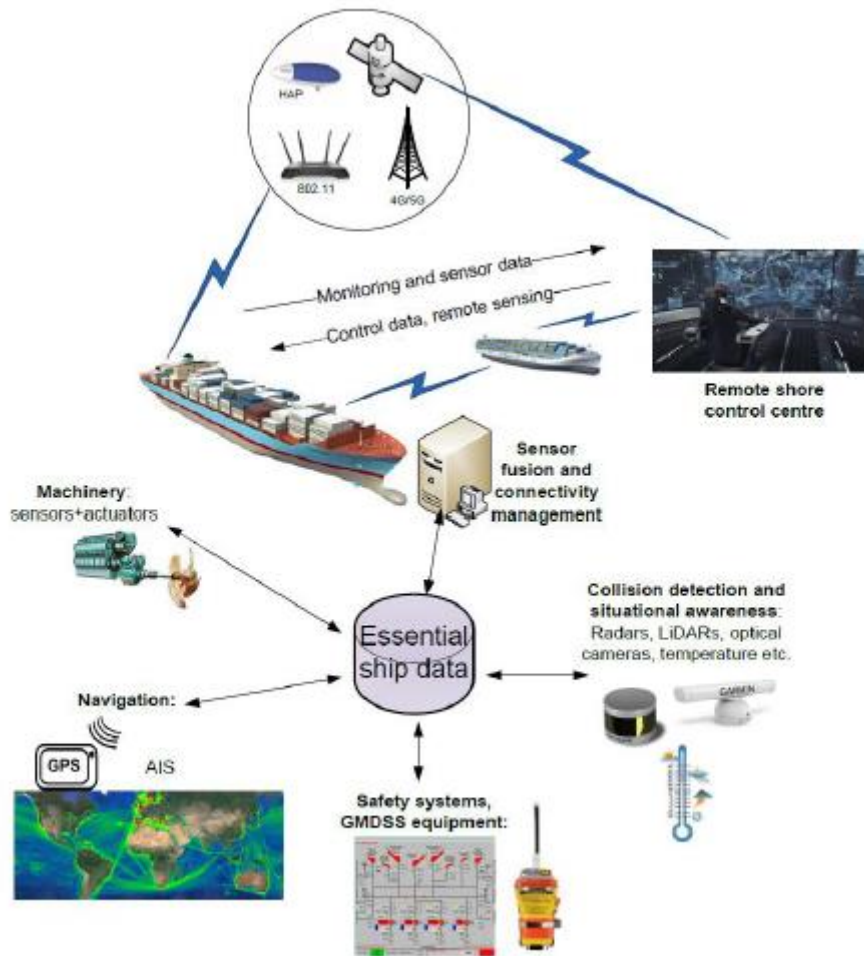 HAP
802.11
4G/5G
Monitoring and sensor data
Control data, remote sensing
Remote shore
control centre
Sensor
fusion and
connectivity
management
Machinery:
sensors+actuators
Essential
ship data
Collision detection and
situational awareness:
Radars, LiDARs, optical
cameras, temperature etc.
GARMIN
Navigation:
GPS
AIS
Safety systems,
GMDSS equipment: